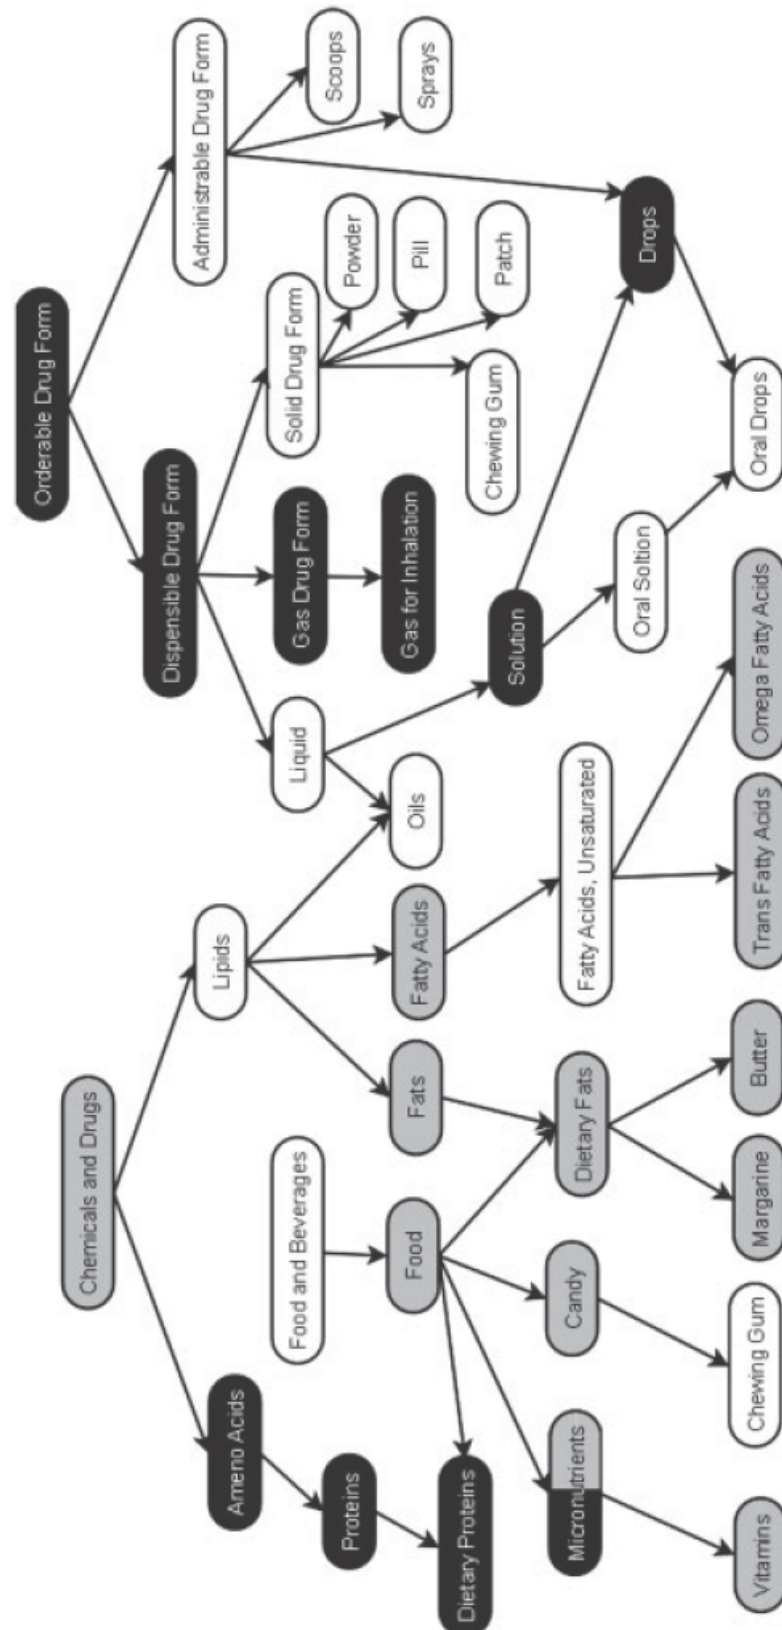 Orderable Drug Form
Administrable Drug Form
Scoops
Sprays
Dispensible Drug Form
Solid Drug Form
Powder
Pill
Patch
Chewing Gum
Gas Drug Form
Gas for Inhalation
Liquid
Solution
Drops
Oral Soltion
Oral Drops
Chemicals and Drugs
Lipids
Oils
Fatty Acids
Fatty Acids, Unsaturated
Omega Fatty Acids
Trans Fatty Acids
Fats
Food and Beverages
Food
Dietary Fats
Butter
Margarine
Candy
Chewing Gum
Ameno Acids
Proteins
Dietary Proteins
Micronutrients
Vitamins